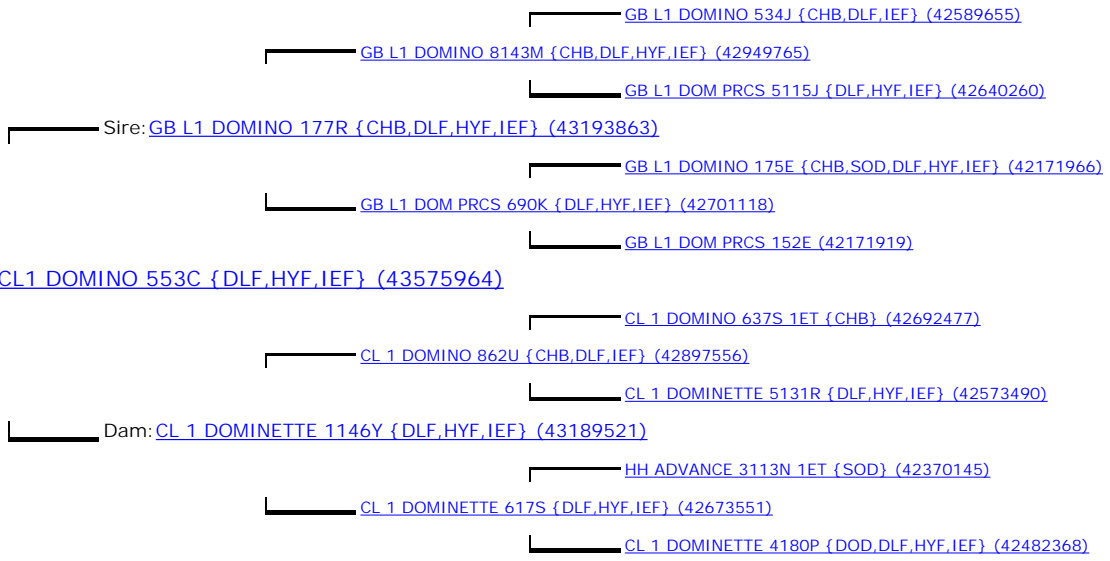 GB L1 DOMINO 534J {CHB,DLF,IEF} (42589655)
GB L1 DOMINO 8143M {CHB,DLF,HYF,IEF} (42949765)
GB L1 DOM PRCS 5115J {DLF,HYF,IEF} (42640260)
Sire: GB L1 DOMINO 177R {CHB,DLF,HYF,IEF} (43193863)
GB L1 DOMINO 175E {CHB,SOD,DLF,HYF,IEF} (42171966)
GB L1 DOM PRCS 690K {DLF,HYF,IEF} (42701118)
GB L1 DOM PRCS 152E (42171919)
CL1 DOMINO 553C {DLF,HYF,IEF} (43575964)
CL 1 DOMINO 637S 1ET {CHB} (42692477)
CL 1 DOMINO 862U {CHB,DLF,IEF} (42897556)
CL 1 DOMINETTE 5131R {DLF,HYF,IEF} (42573490)
Dam: CL 1 DOMINETTE 1146Y {DLF,HYF,IEF} (43189521)
HH ADVANCE 3113N 1ET {SOD} (42370145)
CL 1 DOMINETTE 617S {DLF,HYF,IEF} (42673551)
CL 1 DOMINETTE 4180P {DOD,DLF,HYF,IEF} (42482368)